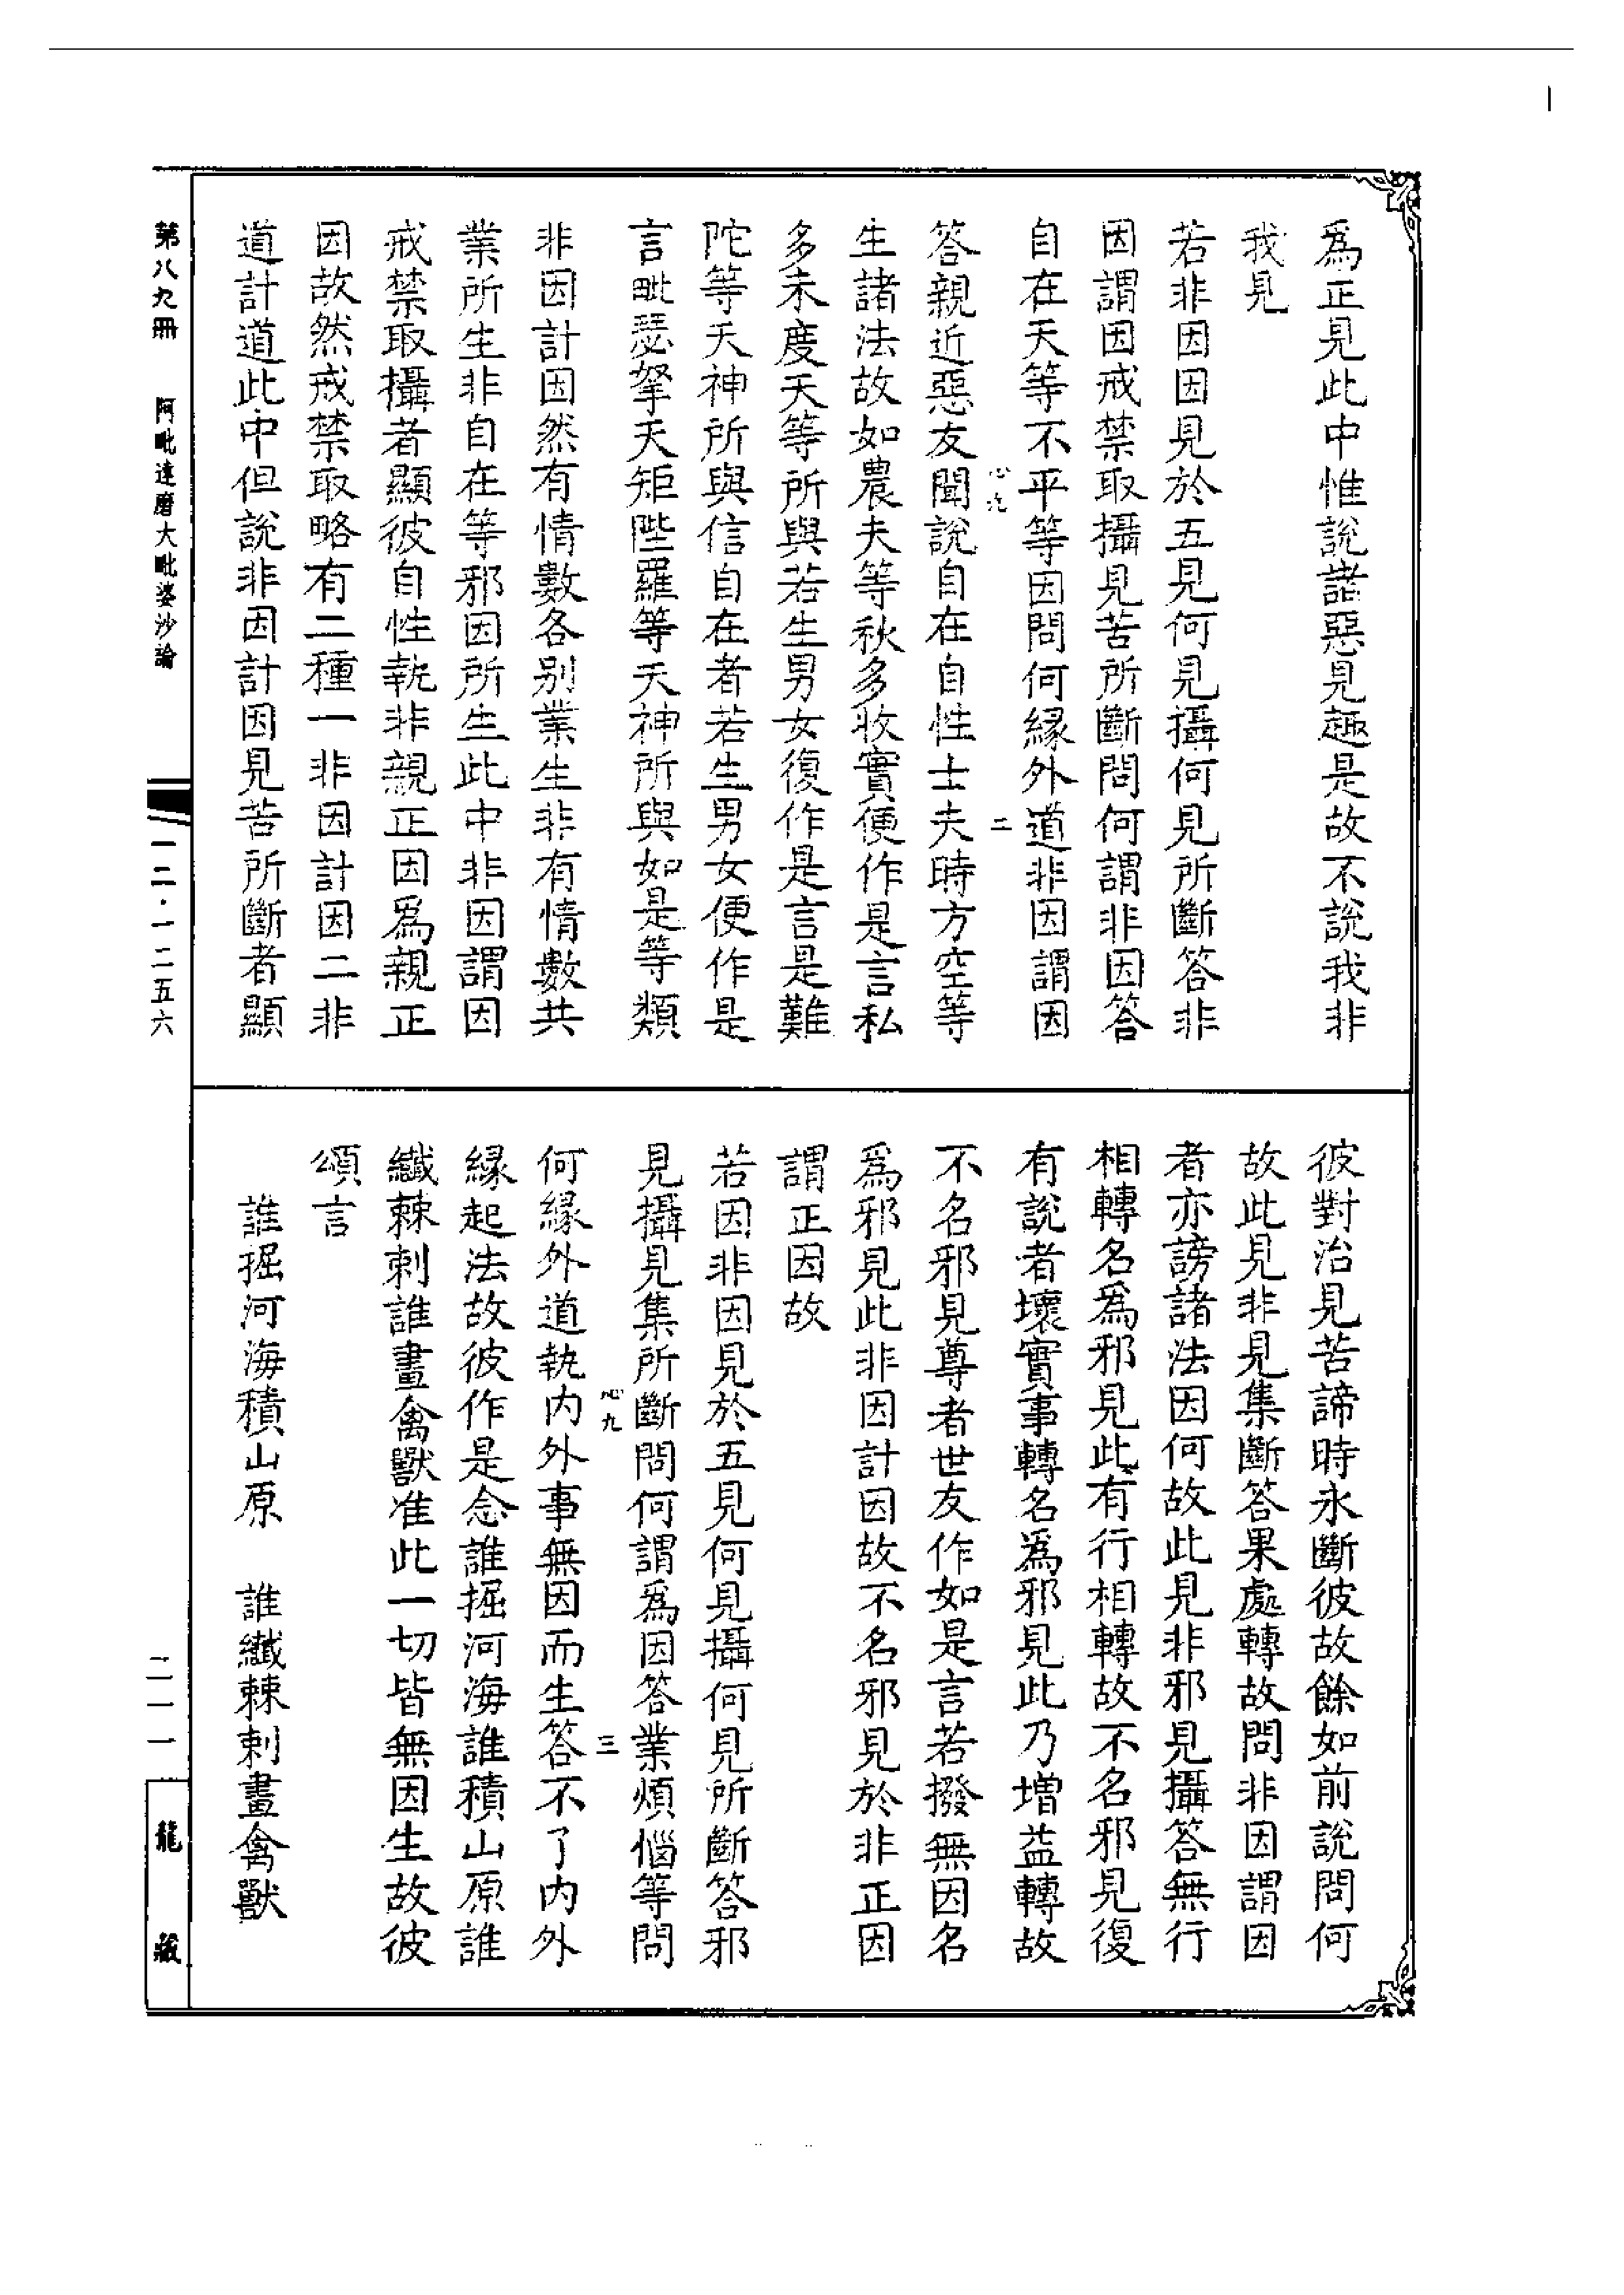 為正見此中惟說諸惡見趣是故不說我非
我見
若非因因見於五見何見攝何見所斷答非
因謂因戒禁取攝見苦所斷問何謂非因答
自在天等不平等因問何緣外道非因謂因
心九 二
答親近惡友聞說自在自性士夫時方空等
生諸法故如農夫等秋多收實便作是言私
多未度天等所與若生男女復作是言是難
陀等天神所與信自在者若生男女便作是
言毗瑟拏天矩陛羅等天神所與如是等類
非因計因然有情數各別業生非有情數共
業所生非自在等邪因所生此中非因謂因
戒禁取攝者顯彼自性執非親正因為親正
因故然戒禁取略有二種一非因計因二非
道計道此中但說非因計因見苦所斷者顯
彼對治見苦諦時永斷彼故餘如前說問何
故此見非見集斷答果處轉故問非因謂因
者亦謗諸法因何故此見非邪見攝答無行
相轉名為邪見此有行相轉故不名邪見復
有說者壞實事轉名為邪見此乃增益轉故
不名邪見尊者世友作如是言若撥無因名
為邪見此非因計因故不名邪見於非正因
謂正因故
若因非因見於五見何見攝何見所斷答邪
見攝見集所斷問何謂為因答業煩惱等問
心九 三
何緣外道執內外事無因而生答不了內外
緣起法故彼作是念誰掘河海誰積山原誰
纖棘刺誰畫禽獸准此一切皆無因生故彼
頌言
誰掘河海積山原 誰纖棘刺畫禽獸
第八九冊 阿毗達磨大毗婆沙論 一二·一二五六
二一一
龍藏